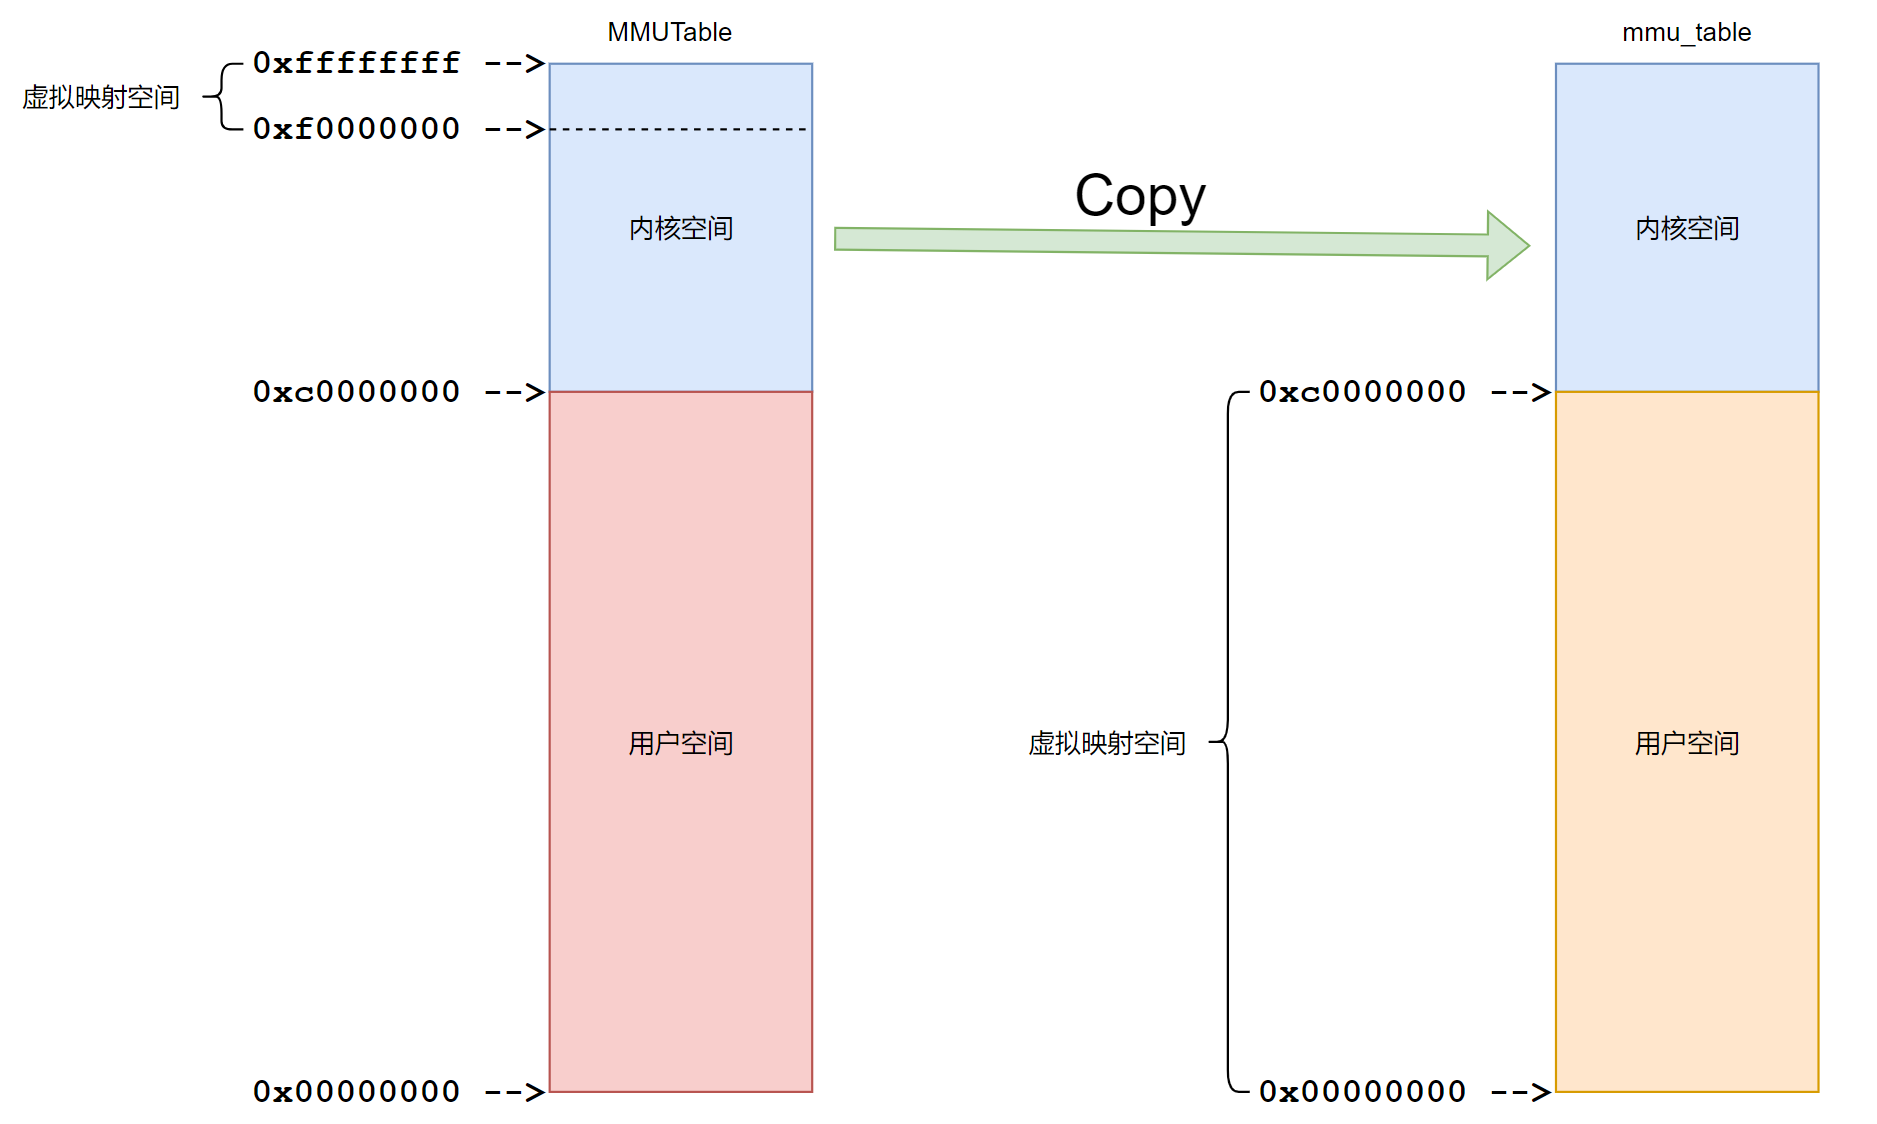 MMUTable
mmu_table
0xffffffff -->
虚拟映射空间
0xf0000000 -->
Copy
内核空间
内核空间
0xc0000000 -->
0xc0000000 -->
用户空间
虚拟映射空间
用户空间
0x00000000 -->
0x00000000 -->